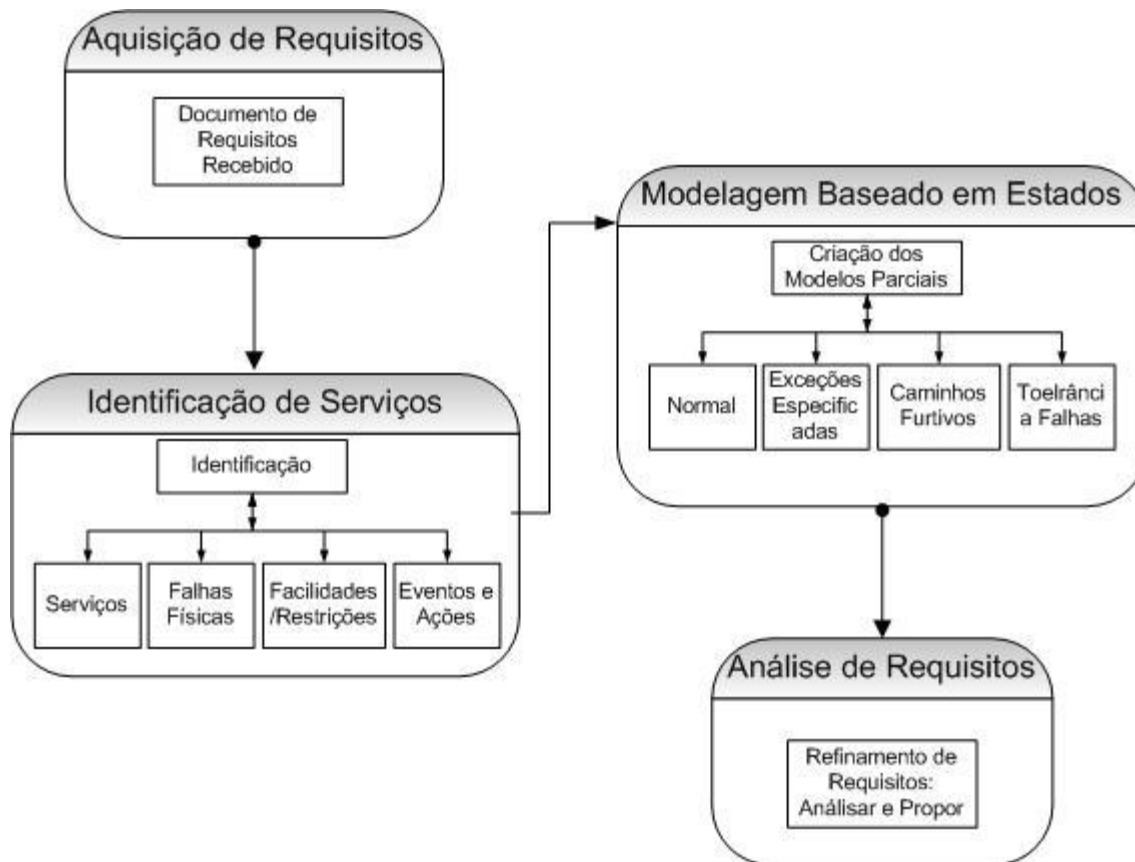 Aquisição de Requisitos
Documento de
Requisitos
Recebido
Identificação de Serviços
Identificação
Serviços
Falhas
Físicas
Facilidades
/Restrições
Eventos e
Ações
Modelagem Baseado em Estados
Criação dos
Modelos Parciais
Normal
Exceções
Especific
adas
Caminhos
Furtivos
Toelrânci
a Falhas
Análise de Requisitos
Refinamento de
Requisitos:
Análisar e Propor